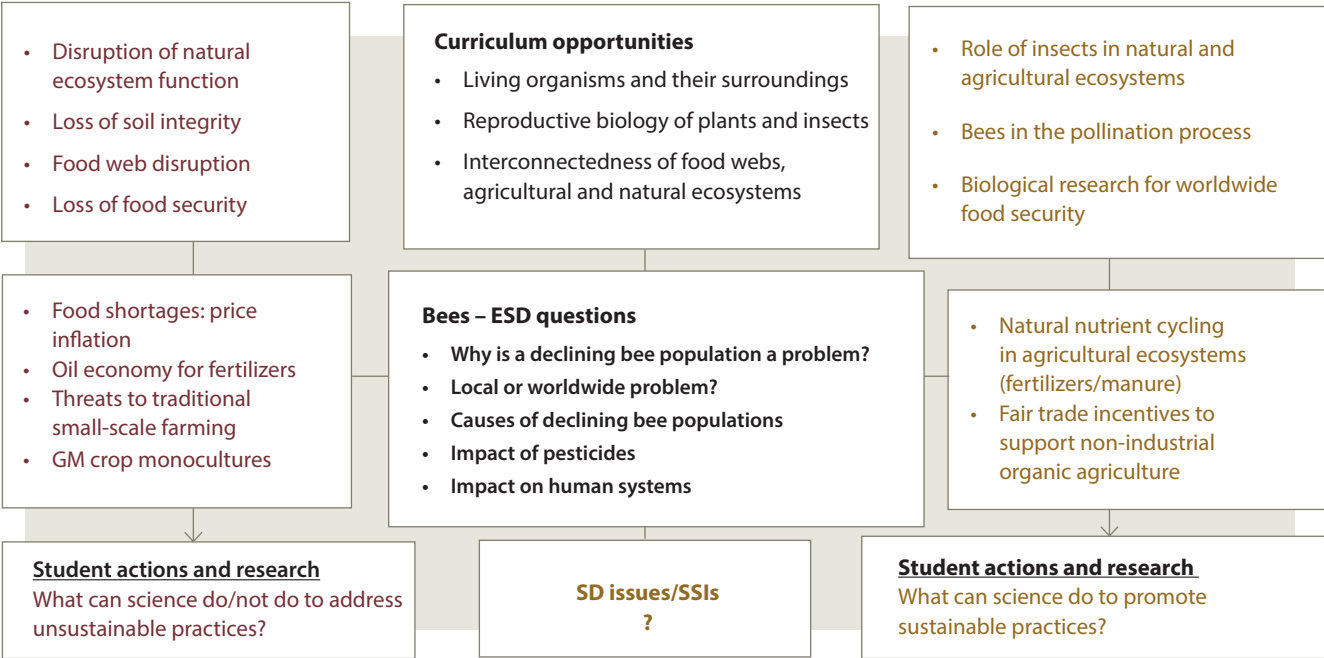 • Disruption of natural
ecosystem function
• Loss of soil integrity
• Food web disruption
• Loss of food security
Curriculum opportunities
• Living organisms and their surroundings
• Reproductive biology of plants and insects
• Interconnectedness of food webs,
agricultural and natural ecosystems
• Role of insects in natural and
agricultural ecosystems
• Bees in the pollination process
• Biological research for worldwide
food security
• Food shortages: price
inflation
• Oil economy for fertilizers
• Threats to traditional
small-scale farming
• GM crop monocultures
Bees – ESD questions
• Why is a declining bee population a problem?
• Local or worldwide problem?
• Causes of declining bee populations
• Impact of pesticides
• Impact on human systems
• Natural nutrient cycling
in agricultural ecosystems
(fertilizers/manure)
• Fair trade incentives to
support non-industrial
organic agriculture
Student actions and research
What can science do/not do to address
unsustainable practices?
SD issues/SSIs
?
Student actions and research
What can science do to promote
sustainable practices?